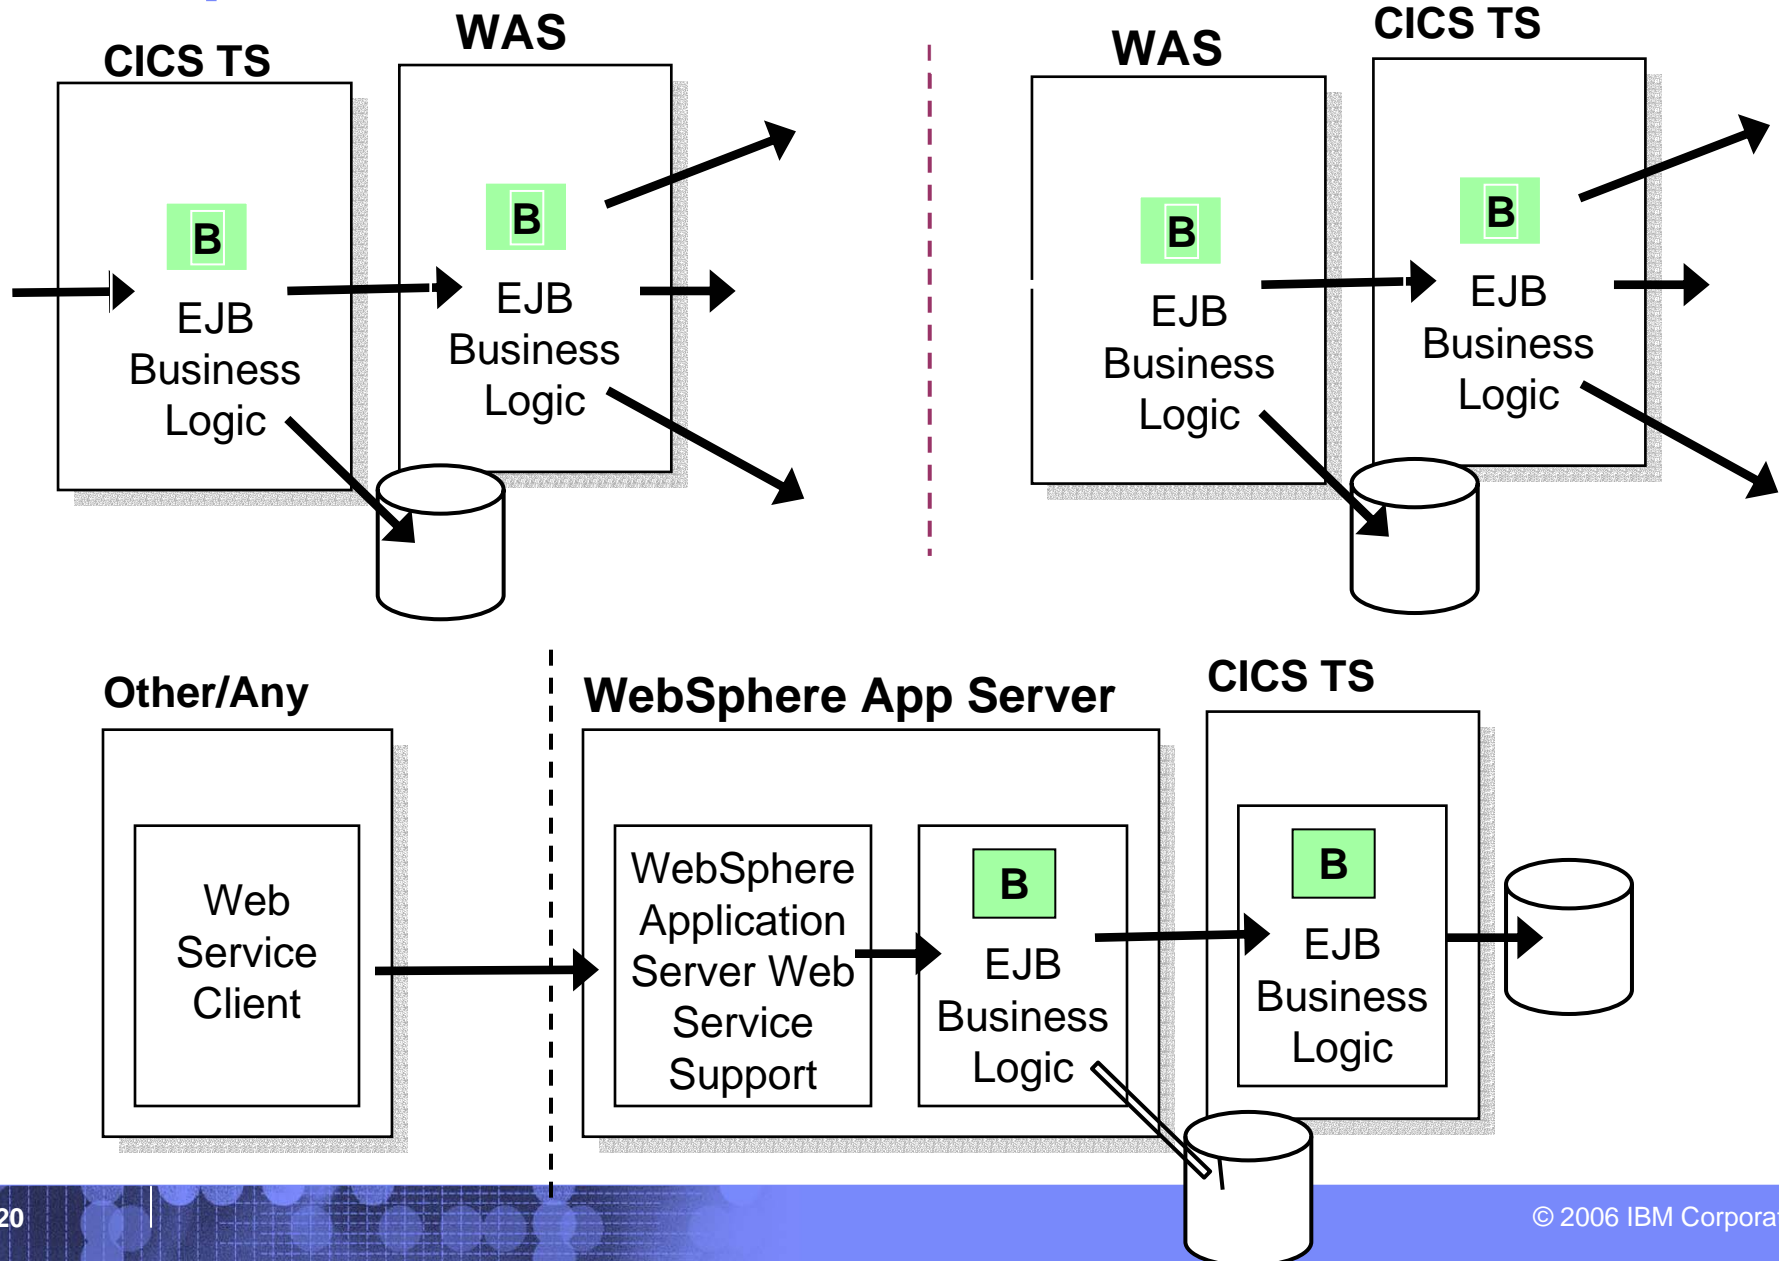 CICS TS
WAS
B
EJB
Business
Logic
B
EJB
Business
Logic
WAS
CICS TS
B
EJB
Business
Logic
B
EJB
Business
Logic
Other/Any
Web
Service
Client
WebSphere App Server
WebSphere
Application
Server Web
Service
Support
B
EJB
Business
Logic
CICS TS
B
EJB
Business
Logic
20
© 2006 IBM Corporat